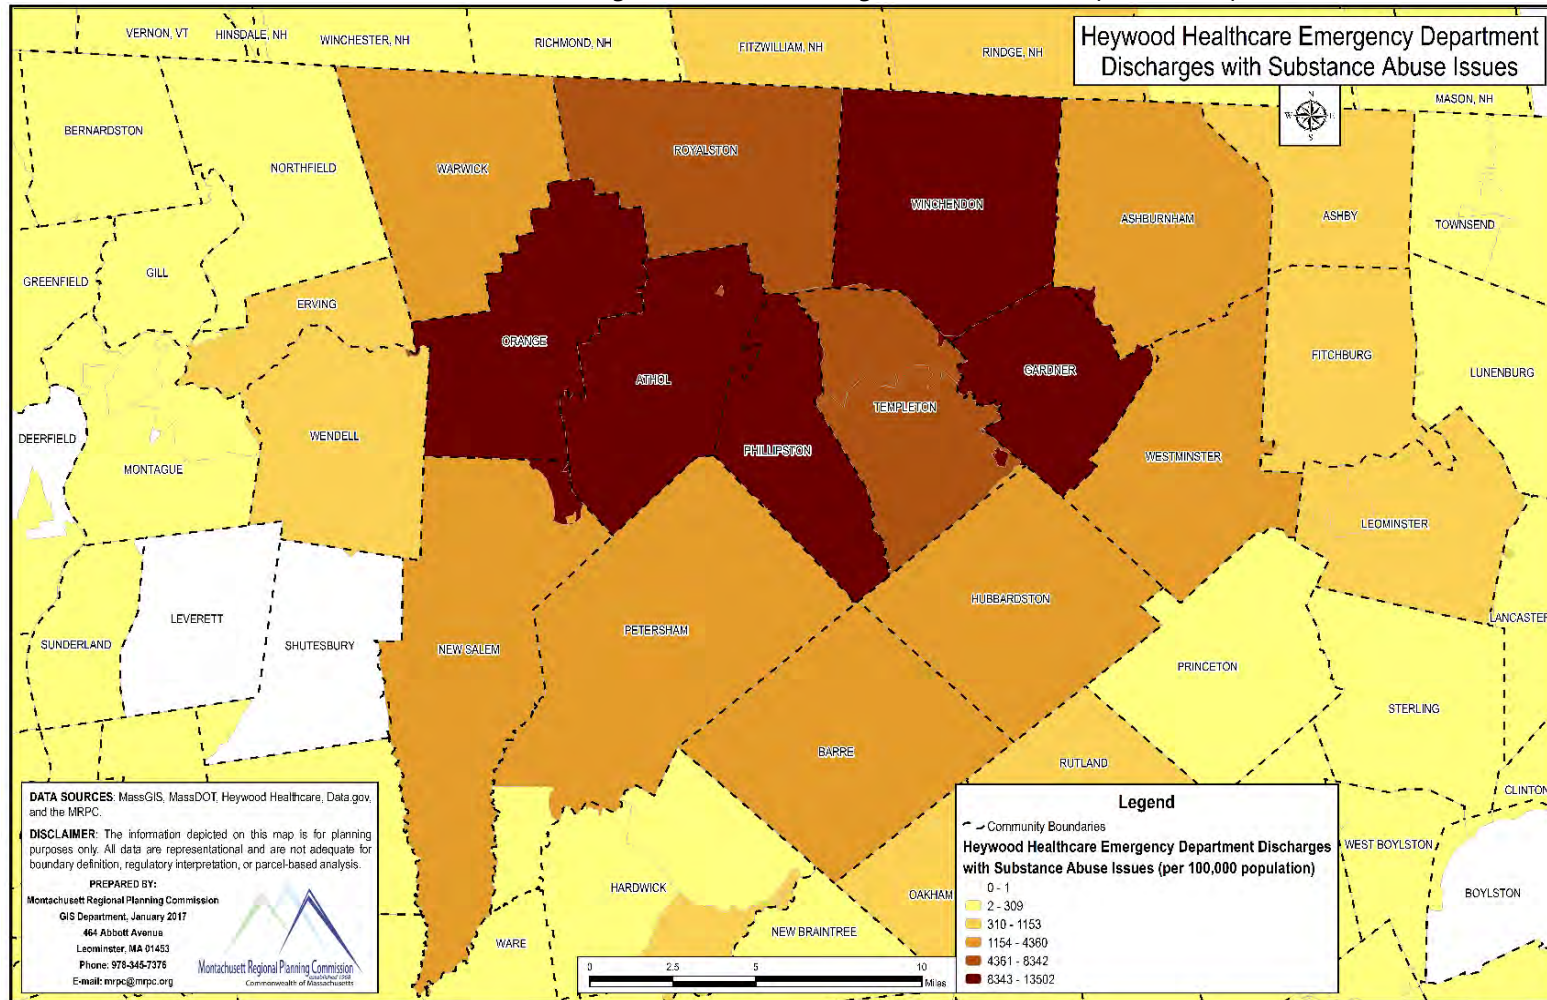 VERNON, VT
HINSDALE, NH
WINCHESTER, NH
RICHMOND, NH
FITZWILLIAM, NH
RINDGE, NH
Heywood Healthcare Emergency Department
Discharges with Substance Abuse Issues
MASON, NH
N
W E
S
BERNARDSTON
NORTHFIELD
WARWICK
ROYALSTON
WINCHENDON
ASHBURNHAM
ASHBY
TOWNSEND
GREENFIELD
GILL
ERVING
ORANGE
ATHOL
PHILLIPSTON
TEMPLETON
GARDNER
FITCHBURG
LUNENBURG
DEERFIELD
MONTAGUE
WENDELL
WESTMINSTER
LEOMINSTER
LEVERETT
SHUTESBURY
SUNDERLAND
NEW SALEM
PETERSHAM
HUBBARDSTON
PRINCETON
LANCASTER
STERLING
BARRE
RUTLAND
CLINTON
WEST BOYLSTON
BOYLSTON
HARDWICK
OAKHAM
WARE
NEW BRAINTREE
DATA SOURCES: MassGIS, MassDOT, Heywood Healthcare, Data.gov,
and the MRPC.
DISCLAIMER: The information depicted on this map is for planning
purposes only. All data are representational and are not adequate for
boundary definition, regulatory interpretation, or parcel-based analysis.
PREPARED BY:
Montachusett Regional Planning Commission
GIS Department, January 2017
464 Abbott Avenue
Leominster, MA 01453
Phone: 978-345-7376
E-mail: mrpc@mrpc.org
Montachusett Regional Planning Commission
established 1968
Commonwealth of Massachusetts
0 2.5 5 10
Miles
Legend
Community Boundaries
Heywood Healthcare Emergency Department Discharges
with Substance Abuse Issues (per 100,000 population)
0 - 1
2 - 309
310 - 1153
1154 - 4360
4361 - 8342
8343 - 13502